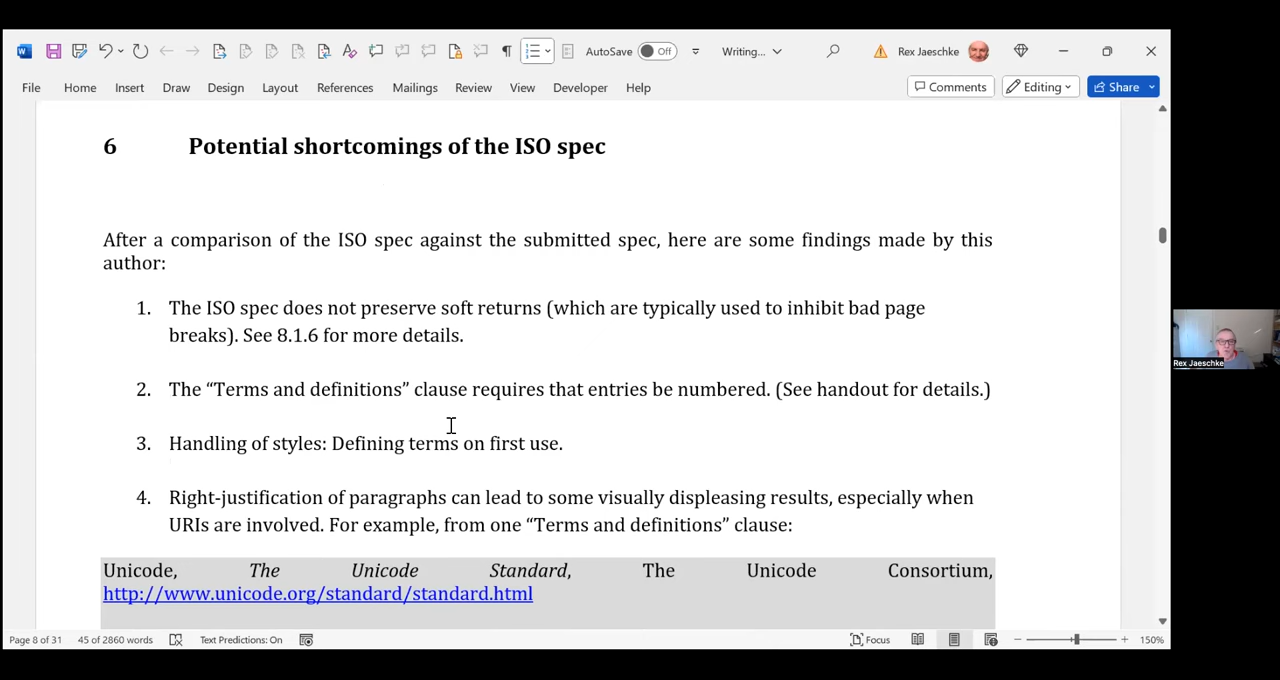 AutoSave Off Writing... Rex Jaeschke
File Home Insert Draw Design Layout References Mailings Review View Developer Help Comments Editing Share
6 Potential shortcomings of the ISO spec
After a comparison of the ISO spec against the submitted spec, here are some findings made by this
author:
1. The ISO spec does not preserve soft returns (which are typically used to inhibit bad page
breaks). See 8.1.6 for more details.
2. The “Terms and definitions” clause requires that entries be numbered. (See handout for details.)
3. Handling of styles: Defining terms on first use.
4. Right-justification of paragraphs can lead to some visually displeasing results, especially when
URIs are involved. For example, from one “Terms and definitions” clause:
Unicode, The Unicode Standard, The Unicode Consortium,
http://www.unicode.org/standard/standard.html
Rex Jaeschke
Page 8 of 31 45 of 2860 words Text Predictions: On Focus 150%